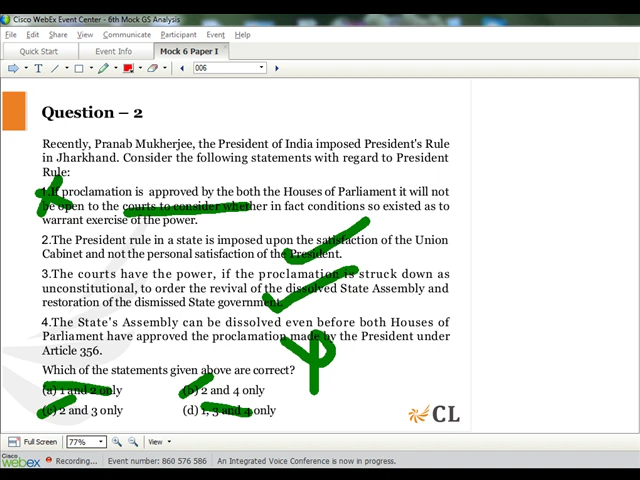 Cisco WebEx Event Center - 6th Mock GS Analysis
File Edit Share View Communicate Participant Event Help
Quick Start Event Info Mock 6 Paper I
T 006
Question – 2
Recently, Pranab Mukherjee, the President of India imposed President's Rule
in Jharkhand. Consider the following statements with regard to President
Rule:
1.If proclamation is approved by the both the Houses of Parliament it will not
be open to the courts to consider whether in fact conditions so existed as to
warrant exercise of the power.
2.The President rule in a state is imposed upon the satisfaction of the Union
Cabinet and not the personal satisfaction of the President.
3.The courts have the power, if the proclamation is struck down as
unconstitutional, to order the revival of the dissolved State Assembly and
restoration of the dismissed State government.
4.The State's Assembly can be dissolved even before both Houses of
Parliament have approved the proclamation made by the President under
Article 356.
Which of the statements given above are correct?
(a) 1 and 2 only (b) 2 and 4 only
(c) 2 and 3 only (d) 1, 3 and 4 only
CL
Full Screen 77% View
Cisco
webex Recording... Event number: 860 576 586 An Integrated Voice Conference is now in progress.